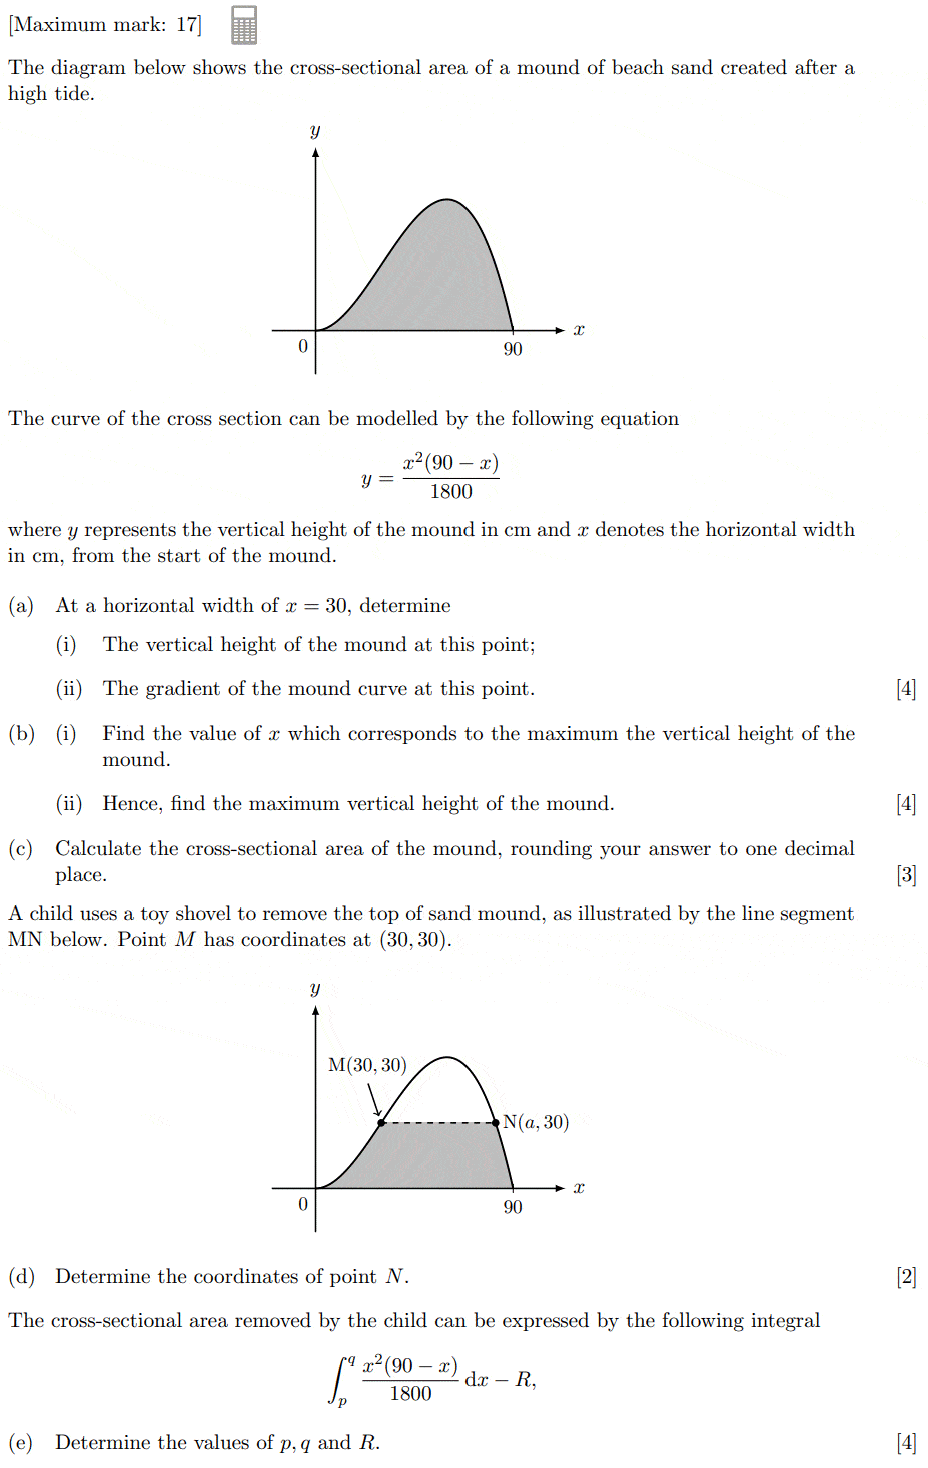 [Maximum mark: 17]
The diagram below shows the cross-sectional area of a mound of beach sand created after a
high tide.
y
x
0
90
The curve of the cross section can be modelled by the following equation
y = x²(90 − x) / 1800
where y represents the vertical height of the mound in cm and x denotes the horizontal width
in cm, from the start of the mound.
(a) At a horizontal width of x = 30, determine
(i) The vertical height of the mound at this point;
(ii) The gradient of the mound curve at this point. [4]
(b) (i) Find the value of x which corresponds to the maximum the vertical height of the
mound.
(ii) Hence, find the maximum vertical height of the mound. [4]
(c) Calculate the cross-sectional area of the mound, rounding your answer to one decimal
place. [3]
A child uses a toy shovel to remove the top of sand mound, as illustrated by the line segment
MN below. Point M has coordinates at (30, 30).
y
M(30, 30)
N(a, 30)
x
0
90
(d) Determine the coordinates of point N. [2]
The cross-sectional area removed by the child can be expressed by the following integral
∫_p^q x²(90 − x) / 1800 dx − R,
(e) Determine the values of p, q and R. [4]